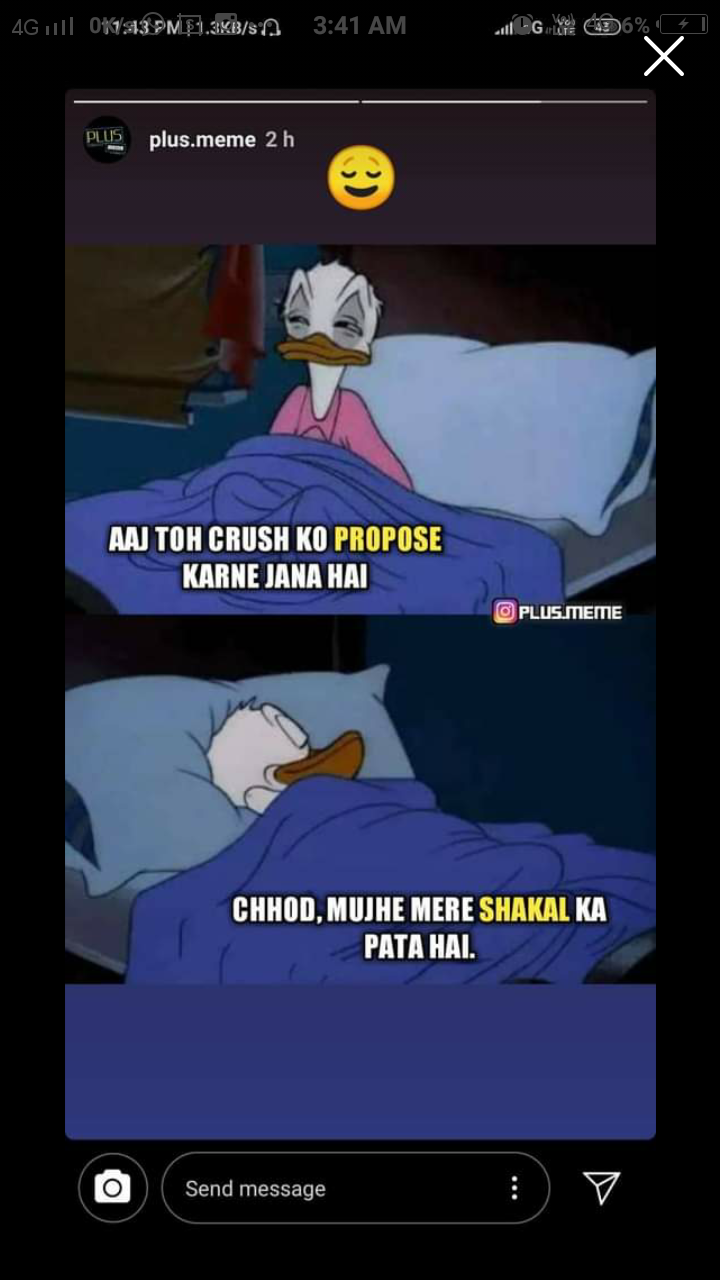 3:41 AM
PLUS
plus.meme 2 h
AAJ TOH CRUSH KO PROPOSE
KARNE JANA HAI
PLUS.MEME
CHHOD, MUJHE MERE SHAKAL KA
PATA HAI.
Send message